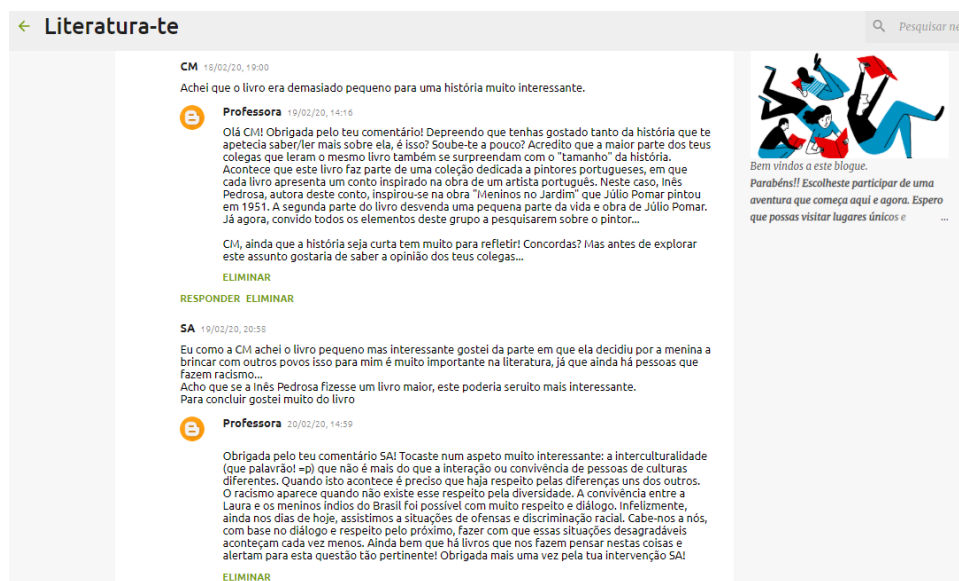 ← Literatura-te
Pesquisar ne
CM 18/02/20, 19:00
Achei que o livro era demasiado pequeno para uma história muito interessante.
Professora 19/02/20, 14:16
Olá CM! Obrigada pelo teu comentário! Depreendo que tenhas gostado tanto da história que te
apetecia saber/ler mais sobre ela, é isso? Soube-te a pouco? Acredito que a maior parte dos teus
colegas que leram o mesmo livro também se surpreendam com o "tamanho" da história.
Acontece que este livro faz parte de uma coleção dedicada a pintores portugueses, em que
cada livro apresenta um conto inspirado na obra de um artista português. Neste caso, Inês
Pedrosa, autora deste conto, inspirou-se na obra "Meninos no Jardim" que Júlio Pomar pintou
em 1951. A segunda parte do livro desvenda uma pequena parte da vida e obra de Júlio Pomar.
Já agora, convido todos os elementos deste grupo a pesquisarem sobre o pintor...
CM, ainda que a história seja curta tem muito para refletir! Concordas? Mas antes de explorar
este assunto gostaria de saber a opinião dos teus colegas...
ELIMINAR
RESPONDER ELIMINAR
SA 19/02/20, 20:58
Eu como a CM achei o livro pequeno mas interessante gostei da parte em que ela decidiu por a menina a
brincar com outros povos isso para mim é muito importante na literatura, já que ainda há pessoas que
fazem racismo...
Acho que se a Inês Pedrosa fizesse um livro maior, este poderia seruito mais interessante.
Para concluir gostei muito do livro
Professora 20/02/20, 14:59
Obrigada pelo teu comentário SA! Tocaste num aspeto muito interessante: a interculturalidade
(que palavrão! =p) que não é mais do que a interação ou convivência de pessoas de culturas
diferentes. Quando isto acontece é preciso que haja respeito pelas diferenças uns dos outros.
O racismo aparece quando não existe esse respeito pela diversidade. A convivência entre a
Laura e os meninos índios do Brasil foi possível com muito respeito e diálogo. Infelizmente,
ainda nos dias de hoje, assistimos a situações de ofensas e discriminação racial. Cabe-nos a nós,
com base no diálogo e respeito pelo próximo, fazer com que essas situações desagradáveis
aconteçam cada vez menos. Ainda bem que há livros que nos fazem pensar nestas coisas e
alertam para esta questão tão pertinente! Obrigada mais uma vez pela tua intervenção SA!
ELIMINAR
Bem vindos a este blogue.
Parabéns!! Escolheste participar de uma
aventura que começa aqui e agora. Espero
que possas visitar lugares únicos e ...